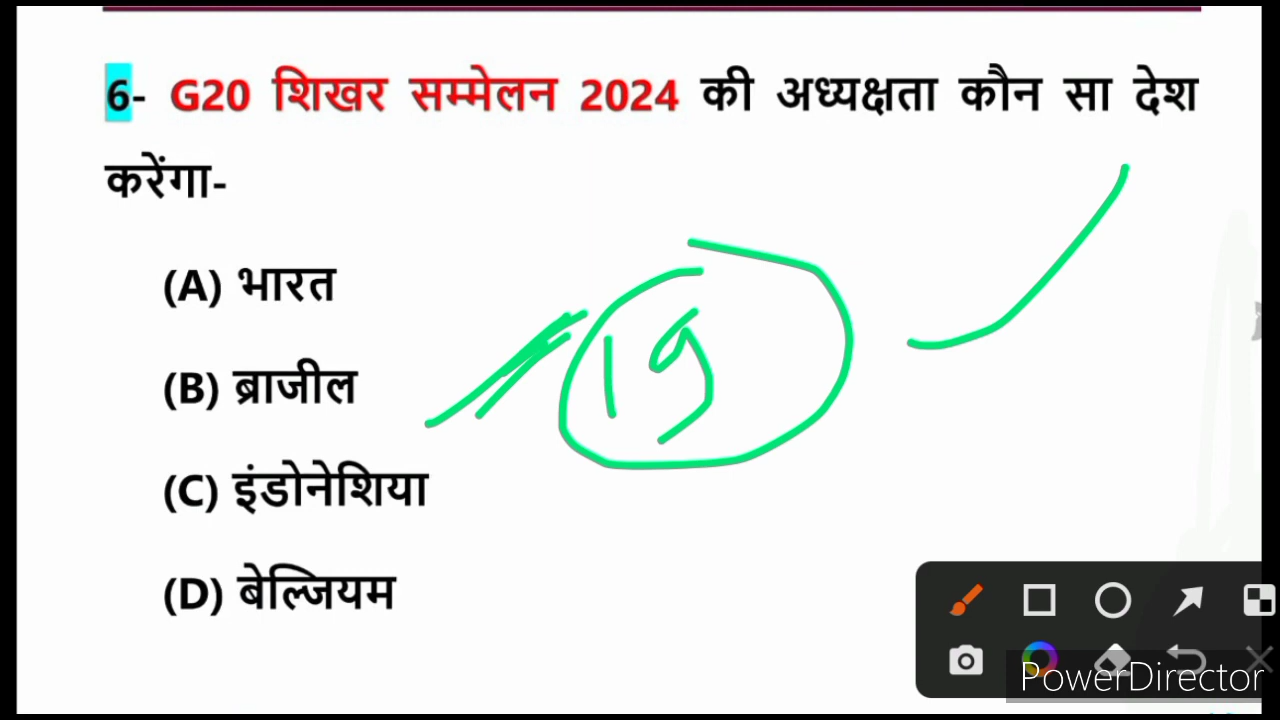 6- G20 शिखर सम्मेलन 2024 की अध्यक्षता कौन सा देश
करेंगा-
(A) भारत
19
(B) ब्राजील
(C) इंडोनेशिया
(D) बेल्जियम
PowerDirector